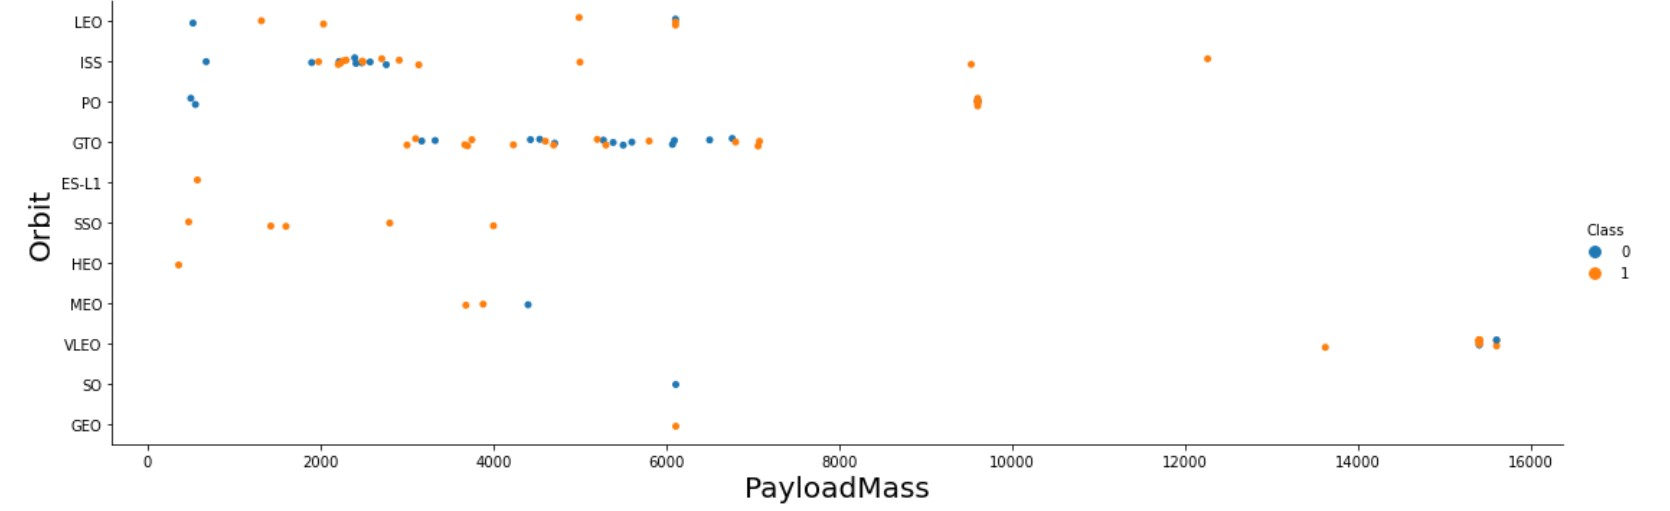 LEO
ISS
PO
GTO
ES-L1
SSO
HEO
MEO
VLEO
SO
GEO
Orbit
0 2000 4000 6000 8000 10000 12000 14000 16000
PayloadMass
Class
0
1